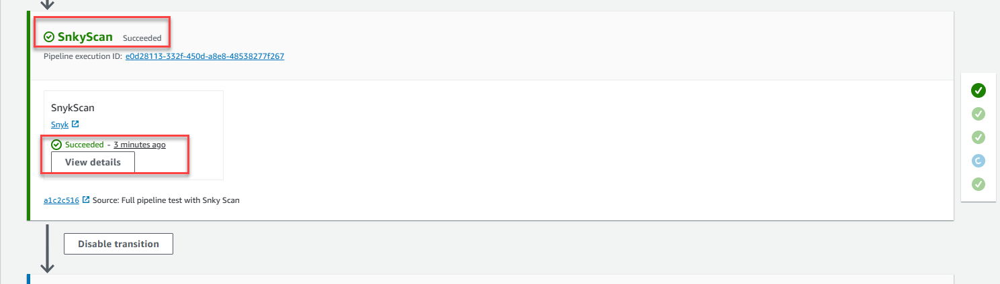 SnkyScan Succeeded
Pipeline execution ID: e0d28113-332f-450d-a8e8-48538277f267
SnykScan
Snyk
Succeeded - 3 minutes ago
View details
a1c2c516 Source: Full pipeline test with Snky Scan
Disable transition